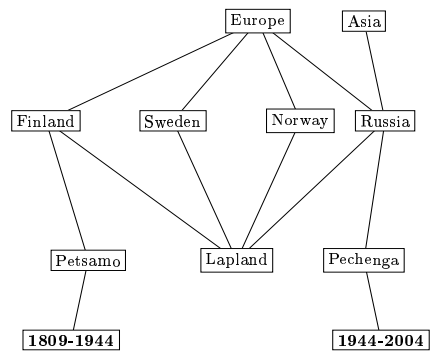 Europe
Asia
Finland
Sweden
Norway
Russia
Petsamo
Lapland
Pechenga
1809-1944
1944-2004